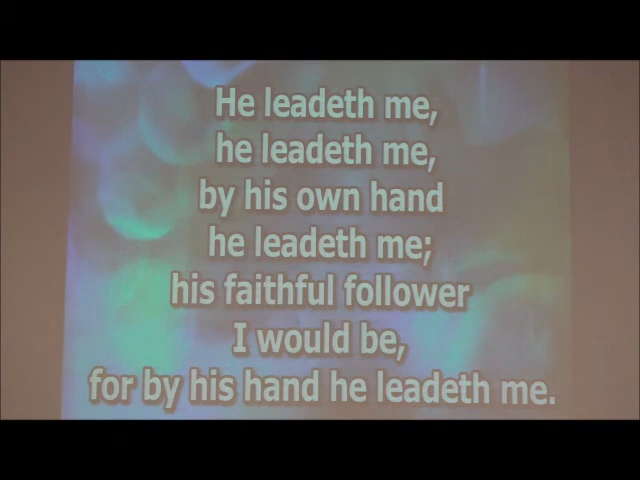 He leadeth me,
he leadeth me,
by his own hand
he leadeth me;
his faithful follower
I would be,
for by his hand he leadeth me.